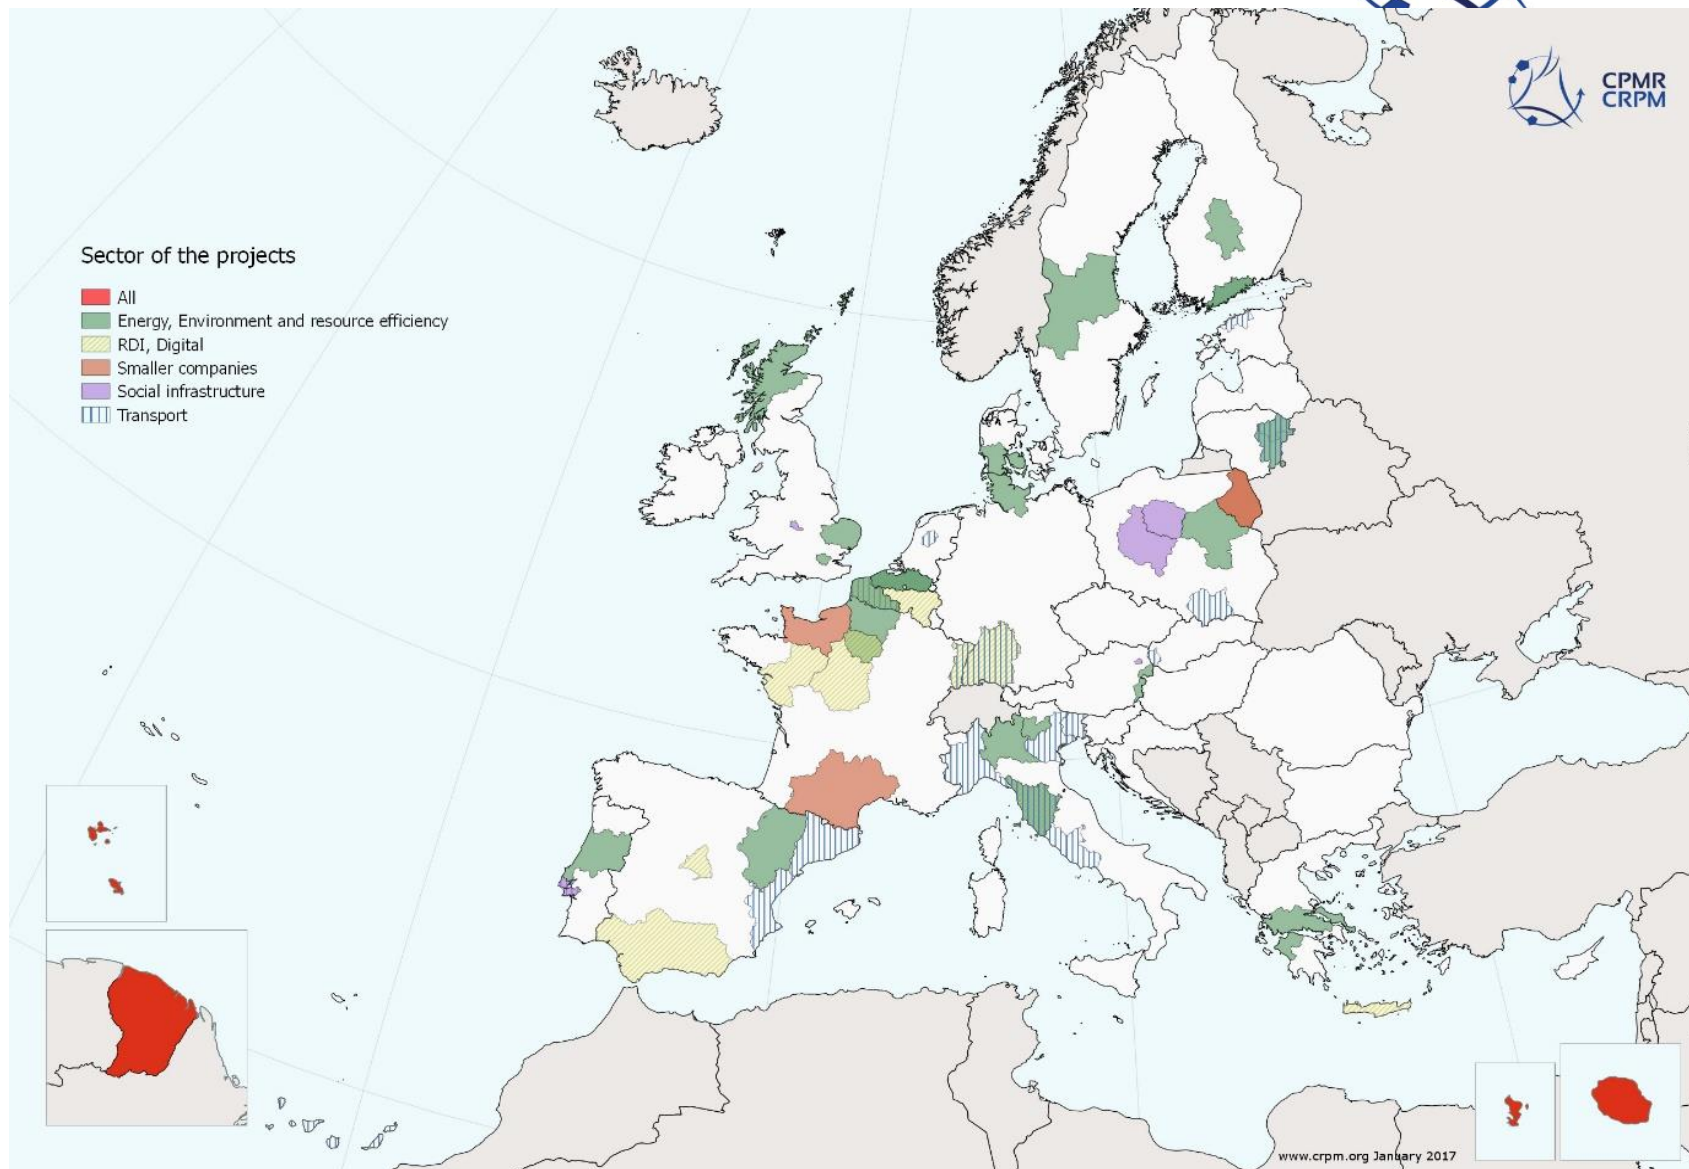 CPMR
CRPM
Sector of the projects
All
Energy, Environment and resource efficiency
RDI, Digital
Smaller companies
Social infrastructure
Transport
www.crpm.org January 2017